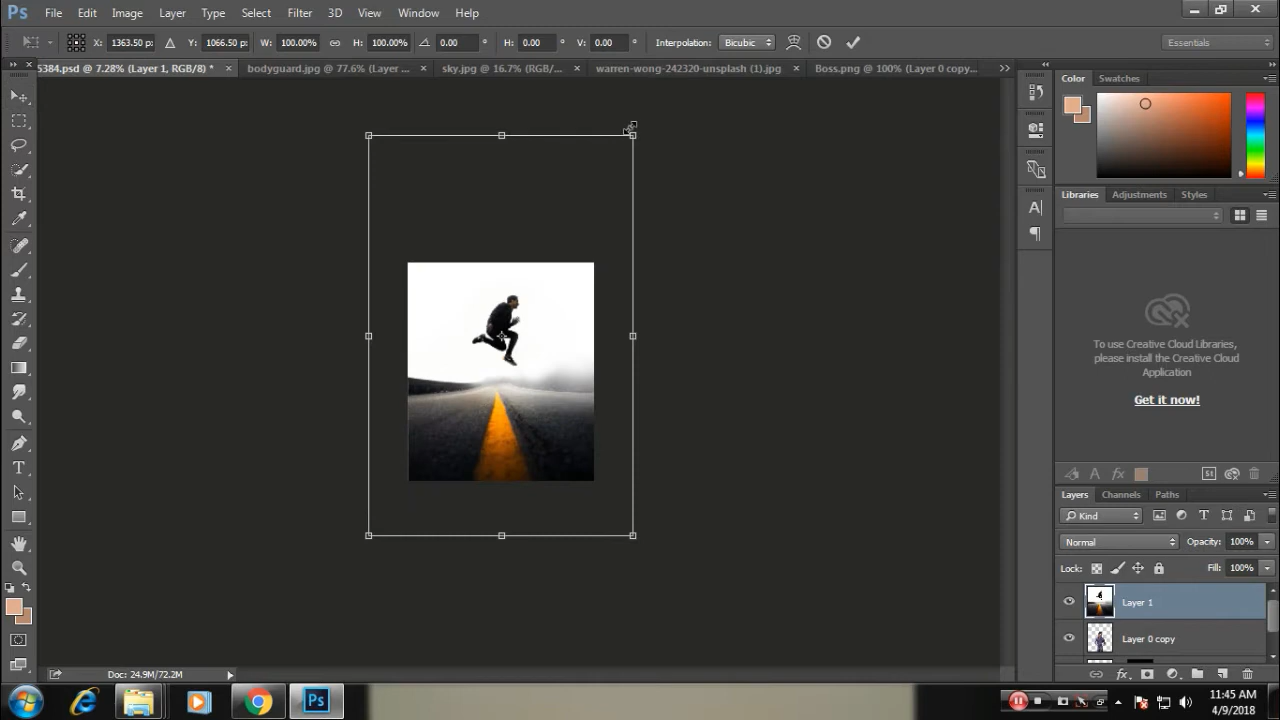 Ps File Edit Image Layer Type Select Filter 3D View Window Help
X: 1363.50 px Y: 1066.50 px W: 100.00% H: 100.00% 0.00 ° H: 0.00 ° V: 0.00 ° Interpolation: Bicubic Essentials
5384.psd @ 7.28% (Layer 1, RGB/8) * × bodyguard.jpg @ 77.6% (Layer ... × sky.jpg @ 16.7% (RGB/... × warren-wong-242320-unsplash (1).jpg × Boss.png @ 100% (Layer 0 copy...
Color Swatches
Libraries Adjustments Styles
To use Creative Cloud Libraries,
please install the Creative Cloud
Application
Get it now!
Layers Channels Paths
Kind
Normal Opacity: 100%
Lock: Fill: 100%
Layer 1
Layer 0 copy
Doc: 24.9M/72.2M
Ps
11:45 AM
4/9/2018